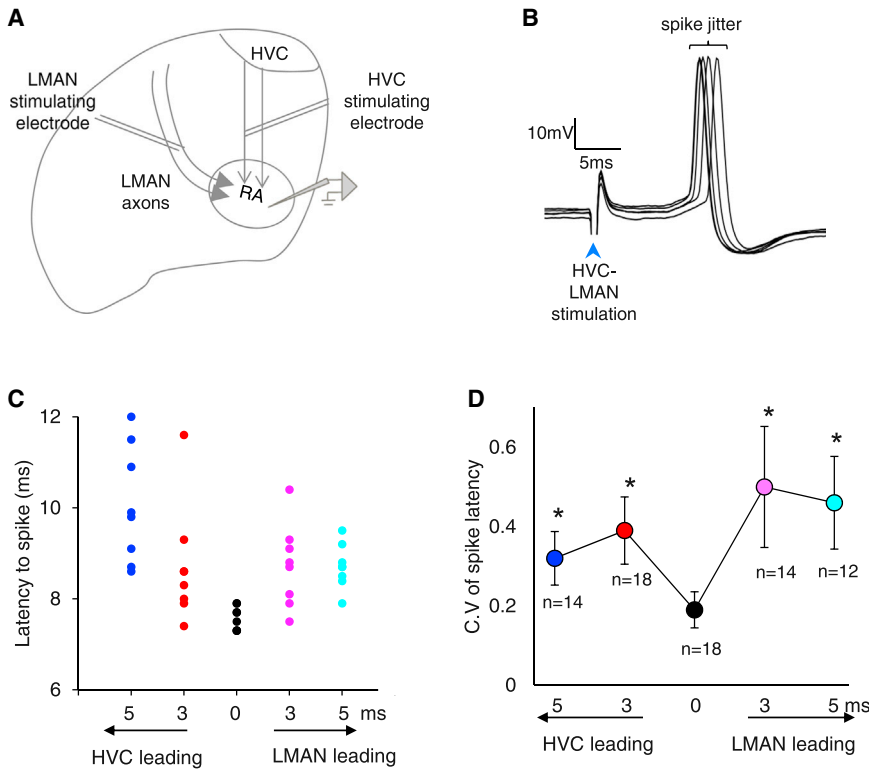 A
HVC
LMAN
stimulating
electrode
HVC
stimulating
electrode
LMAN
axons
RA
B
spike jitter
10mV
5ms
HVC-
LMAN
stimulation
C
Latency to spike (ms)
12
10
8
6
5 3 0 3 5 ms
HVC leading
LMAN leading
D
C.V of spike latency
0.6
0.4
0.2
0
*
*
*
*
n=14
n=18
n=18
n=14
n=12
5 3 0 3 5 ms
HVC leading
LMAN leading